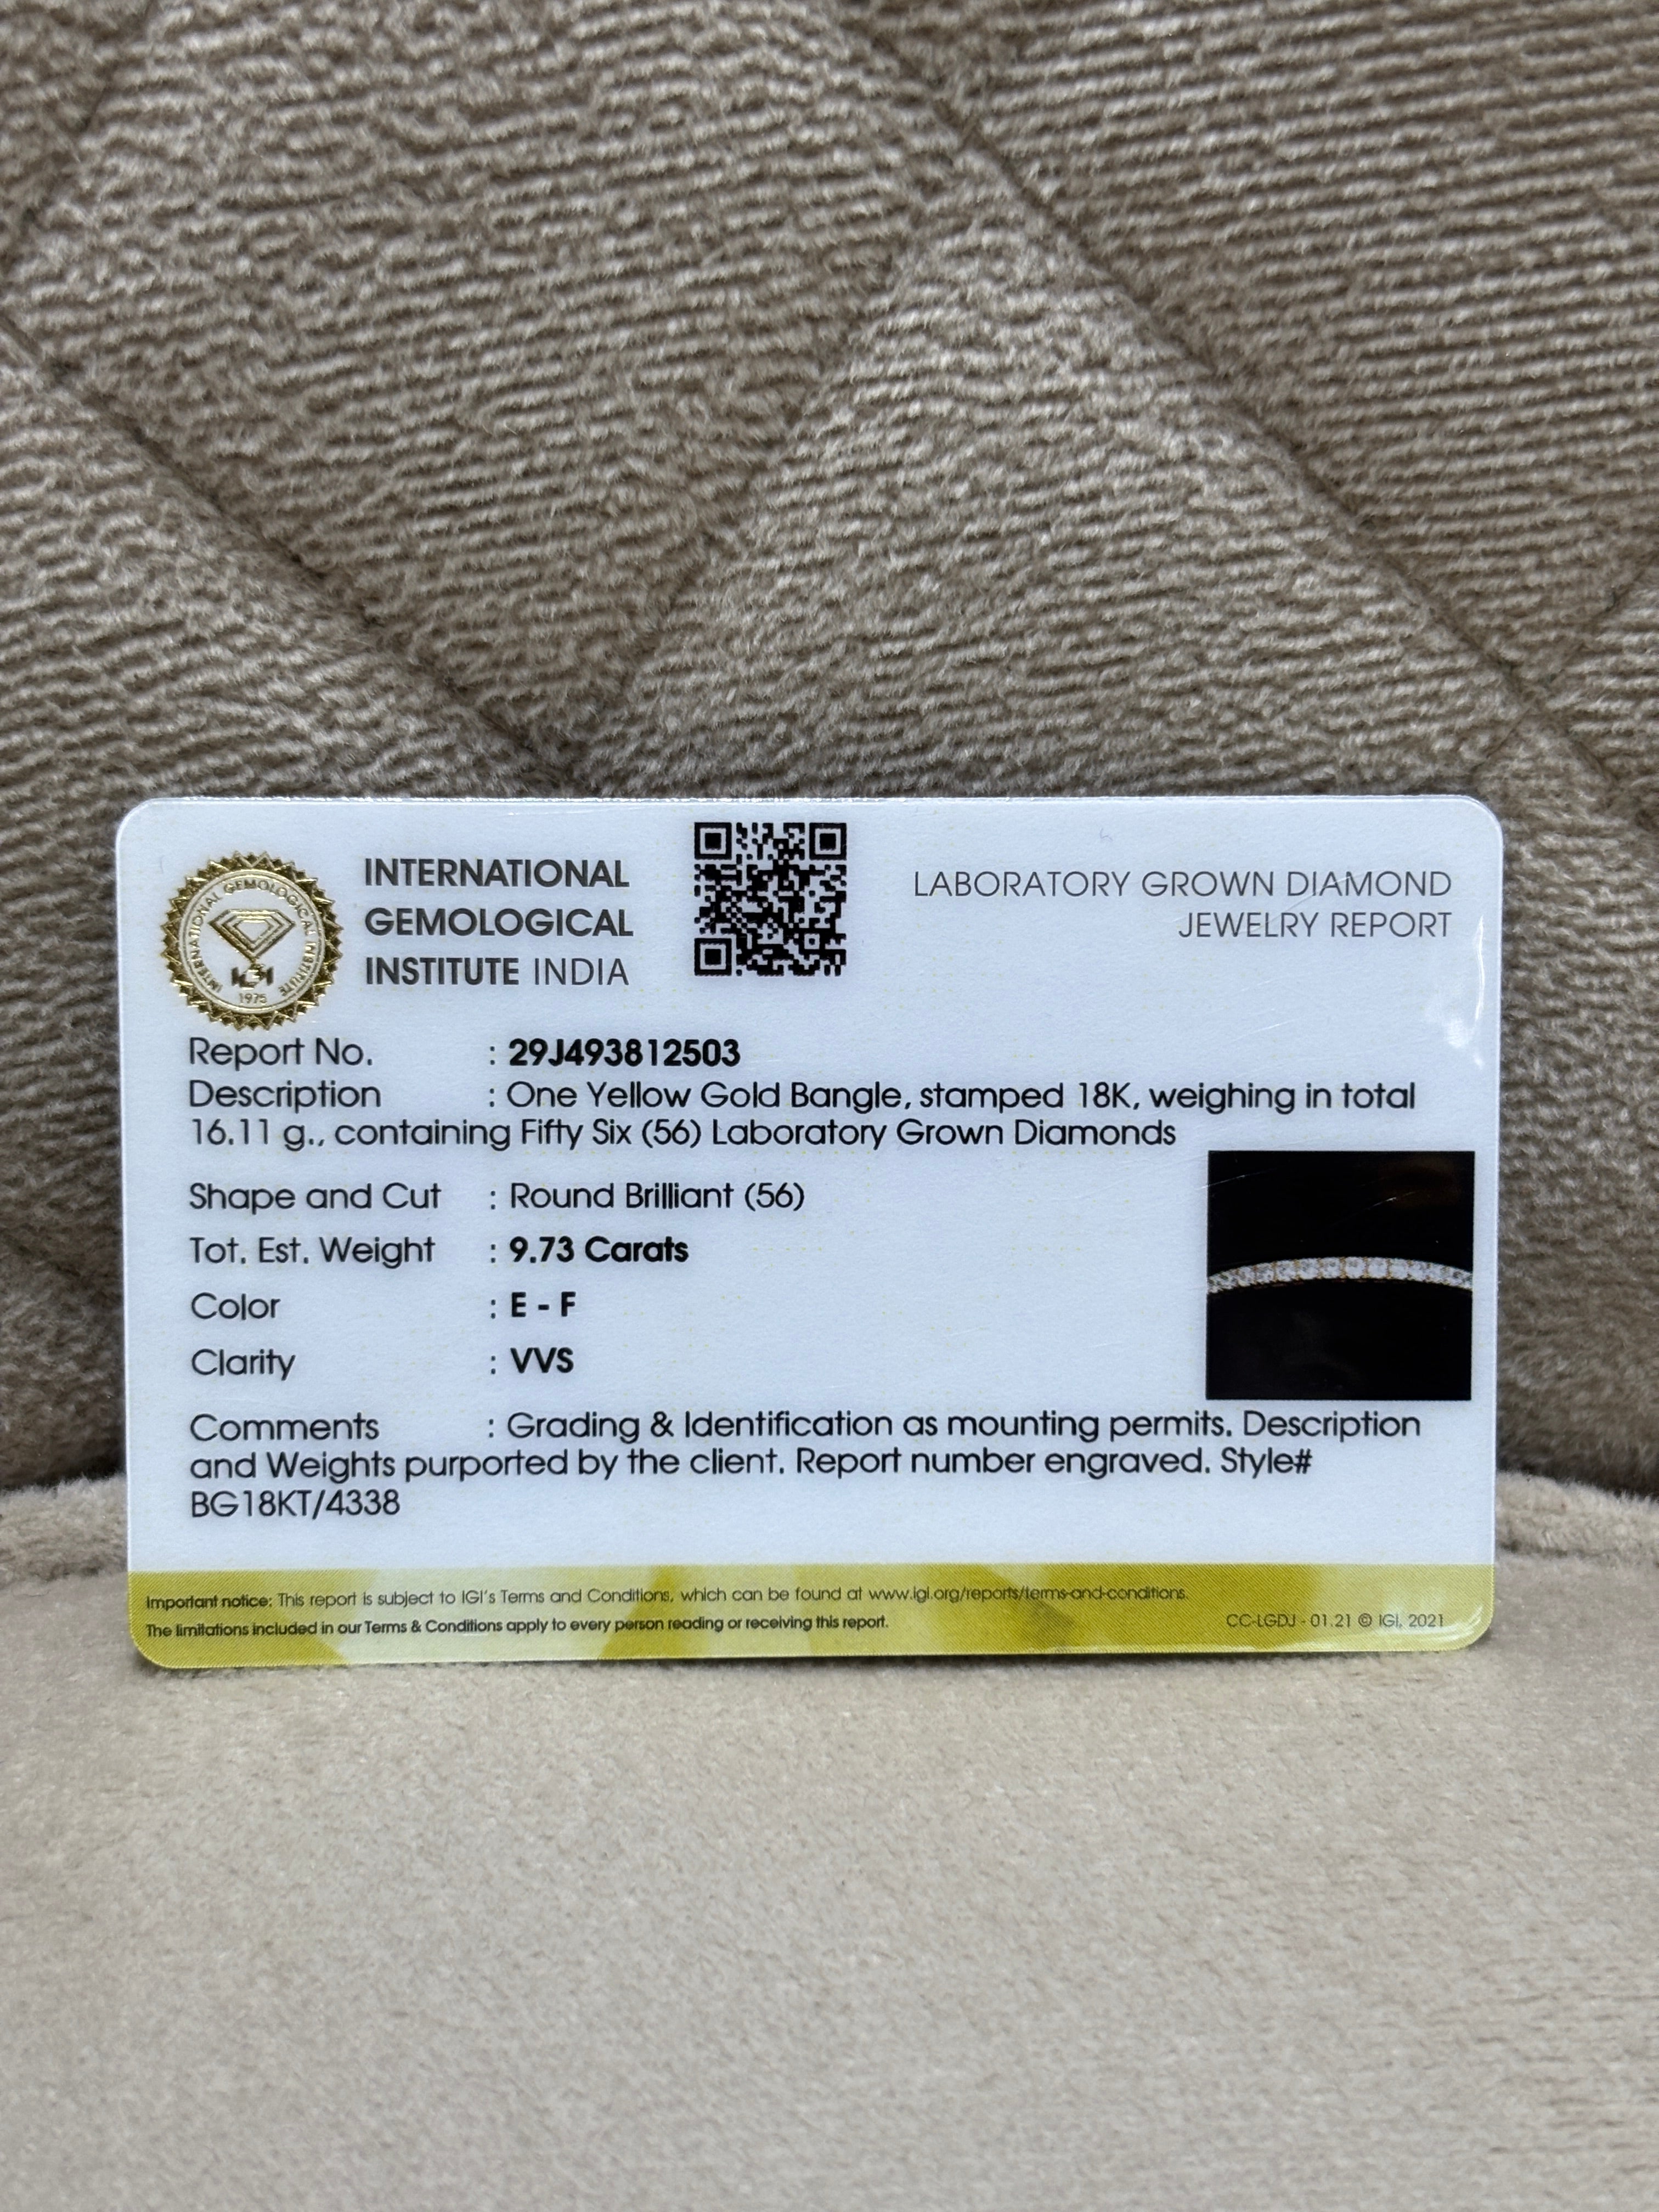 INTERNATIONAL
GEMOLOGICAL
INSTITUTE INDIA
INTERNATIONAL GEMOLOGICAL INSTITUTE
IGI
1975
LABORATORY GROWN DIAMOND
JEWELRY REPORT
Report No. : 29J493812503
Description : One Yellow Gold Bangle, stamped 18K, weighing in total
16.11 g., containing Fifty Six (56) Laboratory Grown Diamonds
Shape and Cut : Round Brilliant (56)
Tot. Est. Weight : 9.73 Carats
Color : E - F
Clarity : VVS
Comments : Grading & Identification as mounting permits. Description
and Weights purported by the client. Report number engraved. Style#
BG18KT/4338
Important notice: This report is subject to IGI's Terms and Conditions, which can be found at www.igi.org/reports/terms-and-conditions.
The limitations included in our Terms & Conditions apply to every person reading or receiving this report.
CC-LGDJ - 01.21 © IGI, 2021